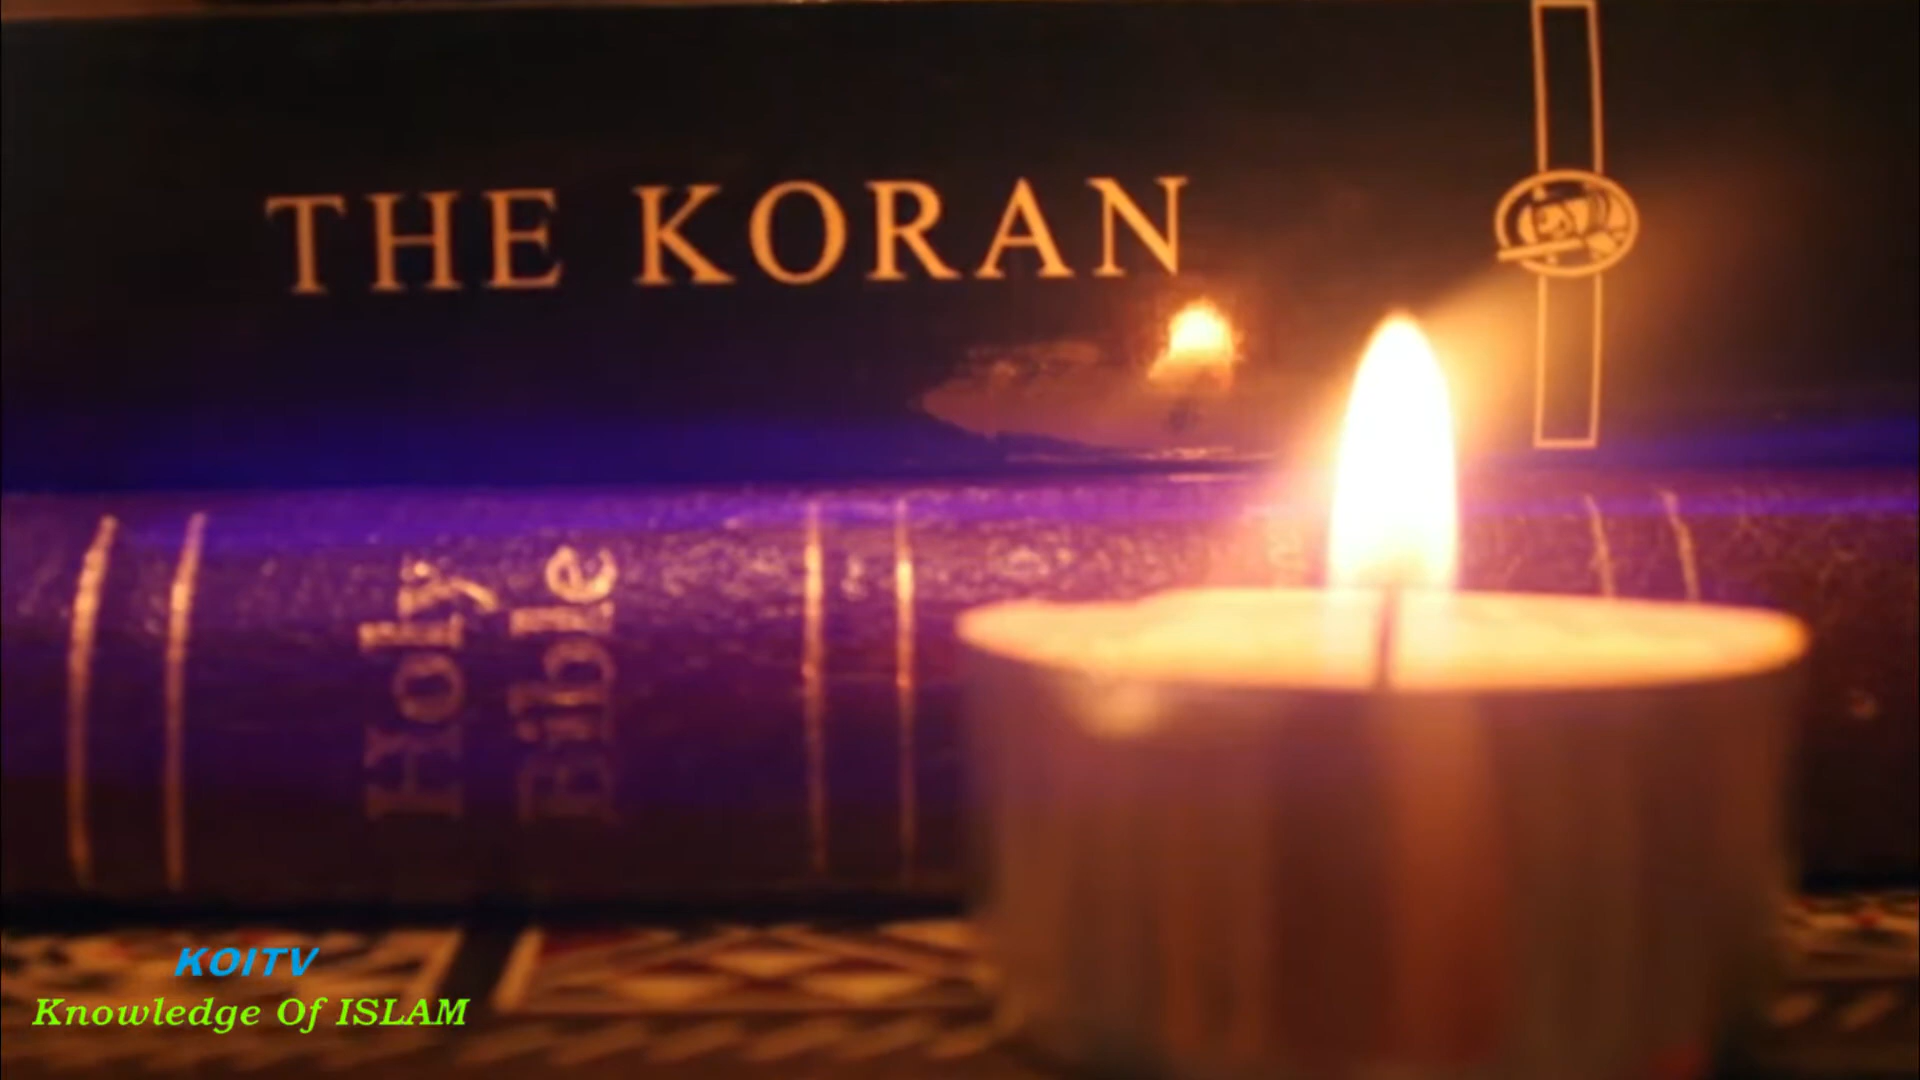 THE KORAN
Holy
Bible
KOITV
Knowledge Of ISLAM